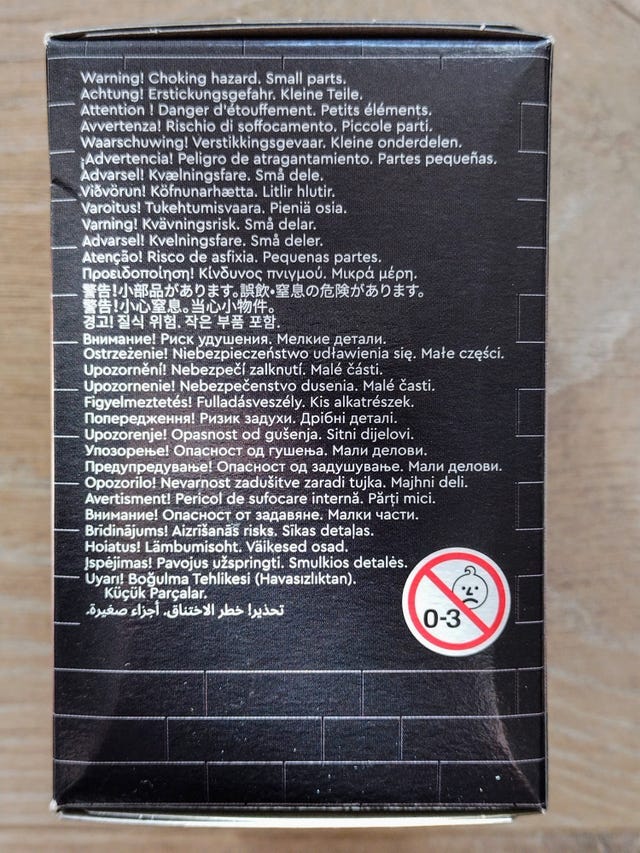 Warning! Choking hazard. Small parts.
Achtung! Erstickungsgefahr. Kleine Teile.
Attention ! Danger d'étouffement. Petits éléments.
Avvertenza! Rischio di soffocamento. Piccole parti.
Waarschuwing! Verstikkingsgevaar. Kleine onderdelen.
¡Advertencia! Peligro de atragantamiento. Partes pequeñas.
Advarsel! Kvælningsfare. Små dele.
Viðvörun! Köfnunarhætta. Litlir hlutir.
Varoitus! Tukehtumisvaara. Pieniä osia.
Varning! Kvävningsrisk. Små delar.
Advarsel! Kvelningsfare. Små deler.
Atenção! Risco de asfixia. Pequenas partes.
Προειδοποίηση! Κίνδυνος πνιγμού. Μικρά μέρη.
警告!小部品があります。誤飲•窒息の危険があります。
警告!小心窒息。当心小物件。
경고! 질식 위험. 작은 부품 포함.
Внимание! Риск удушения. Мелкие детали.
Ostrzeżenie! Niebezpieczeństwo udławienia się. Małe części.
Upozornění! Nebezpečí zalknutí. Malé části.
Upozornenie! Nebezpečenstvo dusenia. Malé časti.
Figyelmeztetés! Fulladásveszély. Kis alkatrészek.
Попередження! Ризик задухи. Дрібні деталі.
Upozorenje! Opasnost od gušenja. Sitni dijelovi.
Упозорење! Опасност од гушења. Мали делови.
Предупредување! Опасност од задушување. Мали делови.
Opozorilo! Nevarnost zadušitve zaradi tujka. Majhni deli.
Avertisment! Pericol de sufocare internă. Părți mici.
Внимание! Опасност от задавяне. Малки части.
Brīdinājums! Aizrīšanās risks. Sīkas detaļas.
Hoiatus! Lämbumisoht. Väikesed osad.
Įspėjimas! Pavojus užspringti. Smulkios detalės.
Uyarı! Boğulma Tehlikesi (Havasızlıktan).
Küçük Parçalar.
تحذير! خطر الاختناق. أجزاء صغيرة.
0-3